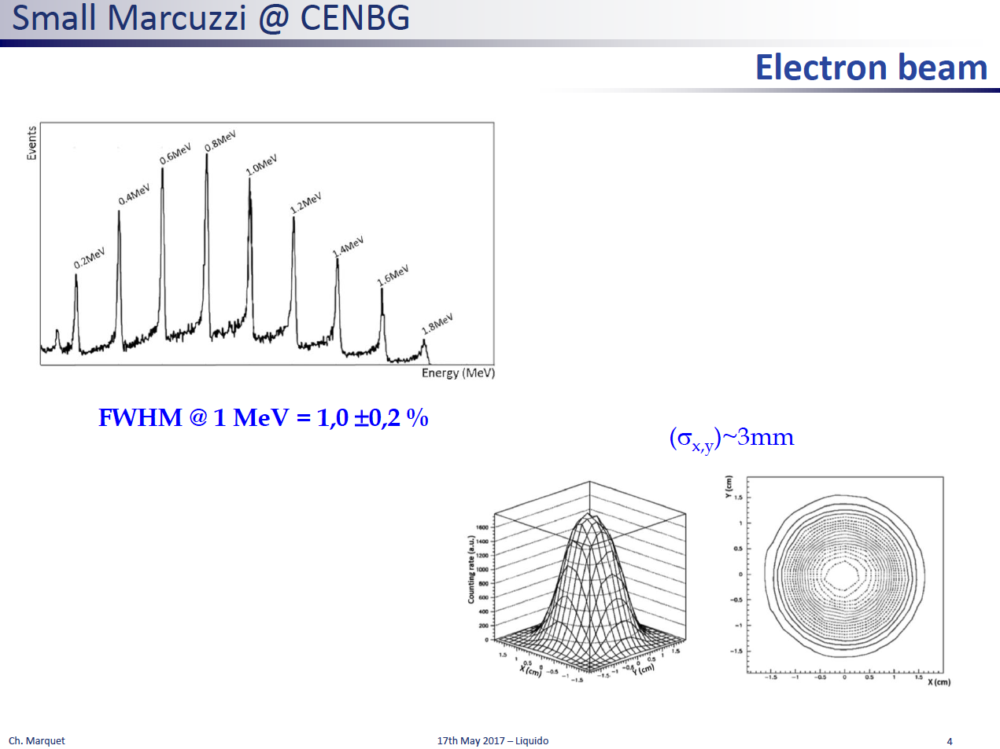 Small Marcuzzi @ CENBG
Electron beam
Events
0.2MeV
0.4MeV
0.6MeV
0.8MeV
1.0MeV
1.2MeV
1.4MeV
1.6MeV
1.8MeV
Energy (MeV)
FWHM @ 1 MeV = 1,0 ±0,2 %
(σx,y)~3mm
Counting rate (a.u.)
1600
1400
1200
1000
800
600
400
200
0
1.5
1
0.5
0
-0.5
-1
-1.5
X (cm)
-1.5
-1
-0.5
0
0.5
1
1.5
Y (cm)
Y (cm)
1.5
1
0.5
0
-0.5
-1
-1.5
-1.5 -1 -0.5 0 0.5 1 1.5
X (cm)
Ch. Marquet
17th May 2017 – Liquido
4